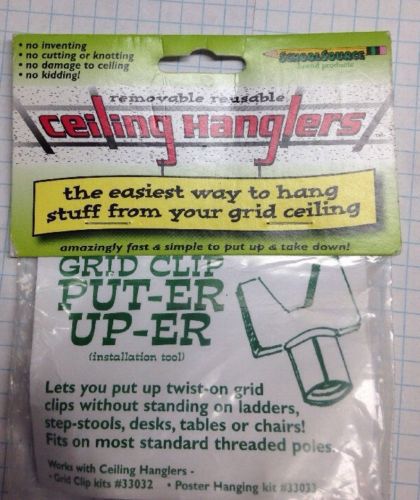 • no inventing
• no cutting or knotting
• no damage to ceiling
• no kidding!
SCHOOLSOURCE
brand products
removable reusable
ceiling Hanglers
the easiest way to hang
stuff from your grid ceiling
amazingly fast & simple to put up & take down!
GRID CLIP
PUT-ER
UP-ER
(installation tool)
Lets you put up twist-on grid
clips without standing on ladders,
step-stools, desks, tables or chairs!
Fits on most standard threaded poles.
Works with Ceiling Hanglers -
• Grid Clip kits #33032 • Poster Hanging kit #33033